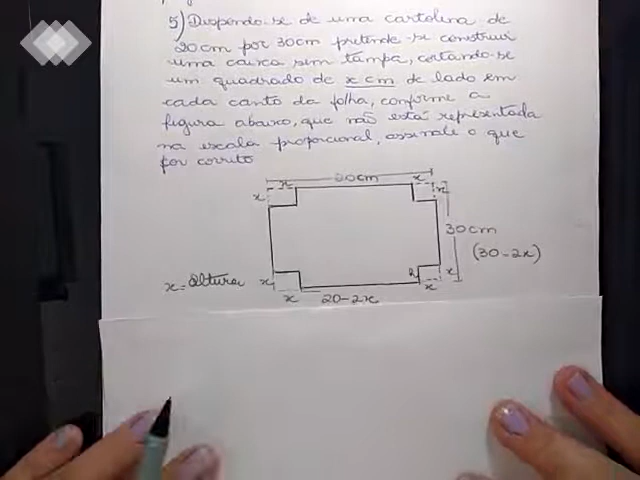 5) Dispondo-se de uma cartolina de
20cm por 30cm pretende-se construir
uma caixa sem tampa, cortando-se
um quadrado de x cm de lado em
cada canto da folha, conforme a
figura abaixo, que não está representada
na escala proporcional, assinale o que
for correto
20cm
x x x
x x
30cm
(30-2x)
x = altura x x x
x 20-2x x